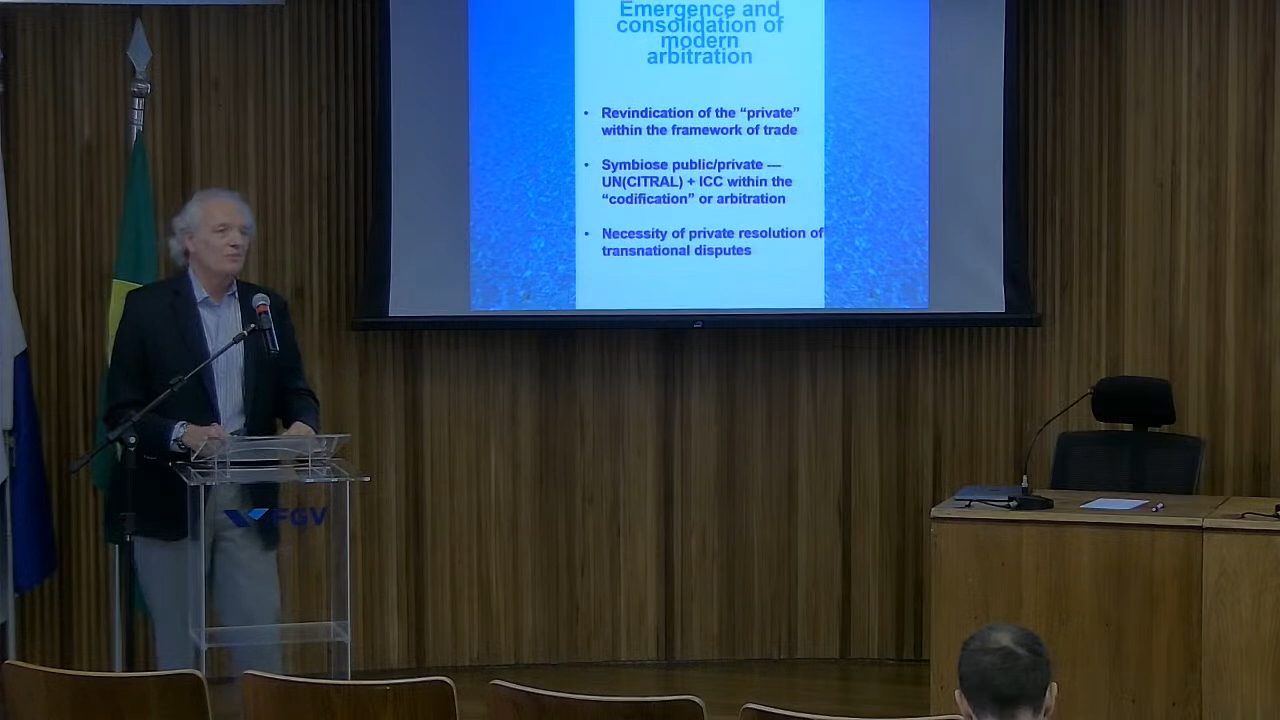 Emergence and
consolidation of
modern
arbitration
• Revindication of the “private”
within the framework of trade
• Symbiose public/private —
UN(CITRAL) + ICC within the
“codification” or arbitration
• Necessity of private resolution of
transnational disputes
FGV